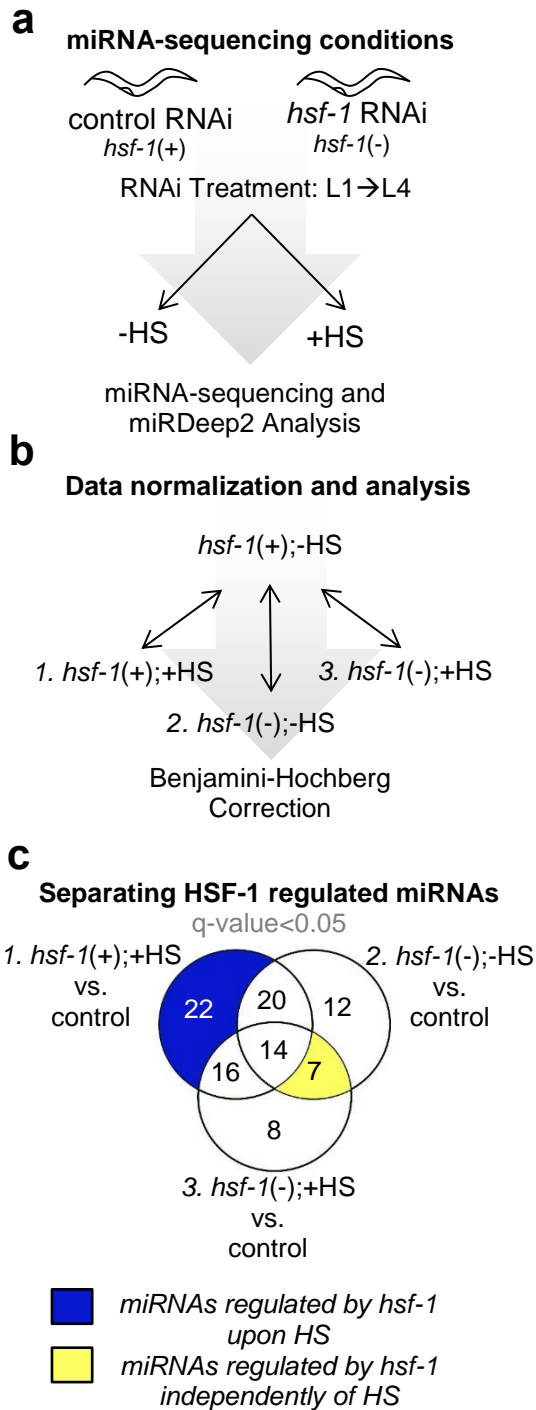 a
miRNA-sequencing conditions
control RNAi
hsf-1(+)
hsf-1 RNAi
hsf-1(-)
RNAi Treatment: L1→L4
-HS
+HS
miRNA-sequencing and
miRDeep2 Analysis
b
Data normalization and analysis
hsf-1(+);-HS
1. hsf-1(+);+HS
3. hsf-1(-);+HS
2. hsf-1(-);-HS
Benjamini-Hochberg
Correction
c
Separating HSF-1 regulated miRNAs
q-value<0.05
1. hsf-1(+);+HS
vs.
control
2. hsf-1(-);-HS
vs.
control
22
20
12
14
16
7
8
3. hsf-1(-);+HS
vs.
control
miRNAs regulated by hsf-1
upon HS
miRNAs regulated by hsf-1
independently of HS